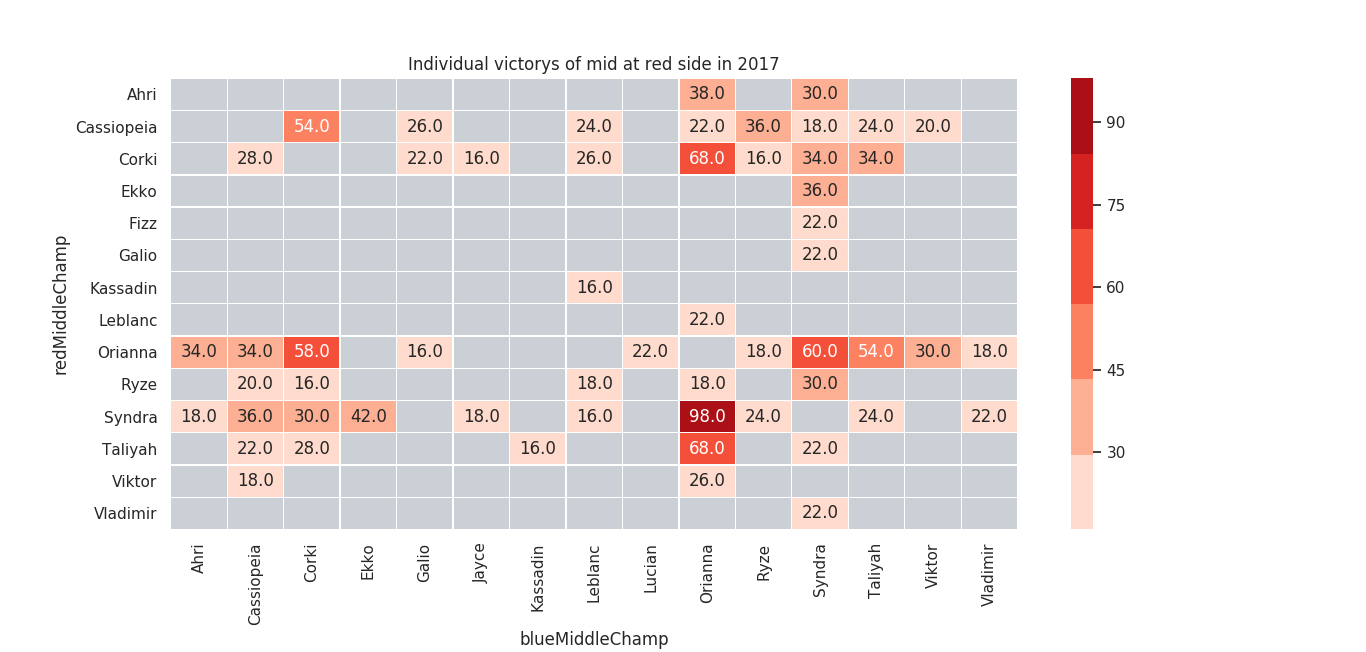 Individual victorys of mid at red side in 2017
Ahri 38.0 30.0
Cassiopeia 54.0 26.0 24.0 22.0 36.0 18.0 24.0 20.0
Corki 28.0 22.0 16.0 26.0 68.0 16.0 34.0 34.0
Ekko 36.0
Fizz 22.0
Galio 22.0
Kassadin 16.0
Leblanc 22.0
Orianna 34.0 34.0 58.0 16.0 22.0 18.0 60.0 54.0 30.0 18.0
Ryze 20.0 16.0 18.0 18.0 30.0
Syndra 18.0 36.0 30.0 42.0 18.0 16.0 98.0 24.0 24.0 22.0
Taliyah 22.0 28.0 16.0 68.0 22.0
Viktor 18.0 26.0
Vladimir 22.0
redMiddleChamp
Ahri Cassiopeia Corki Ekko Galio Jayce Kassadin Leblanc Lucian Orianna Ryze Syndra Taliyah Viktor Vladimir
blueMiddleChamp
90
75
60
45
30